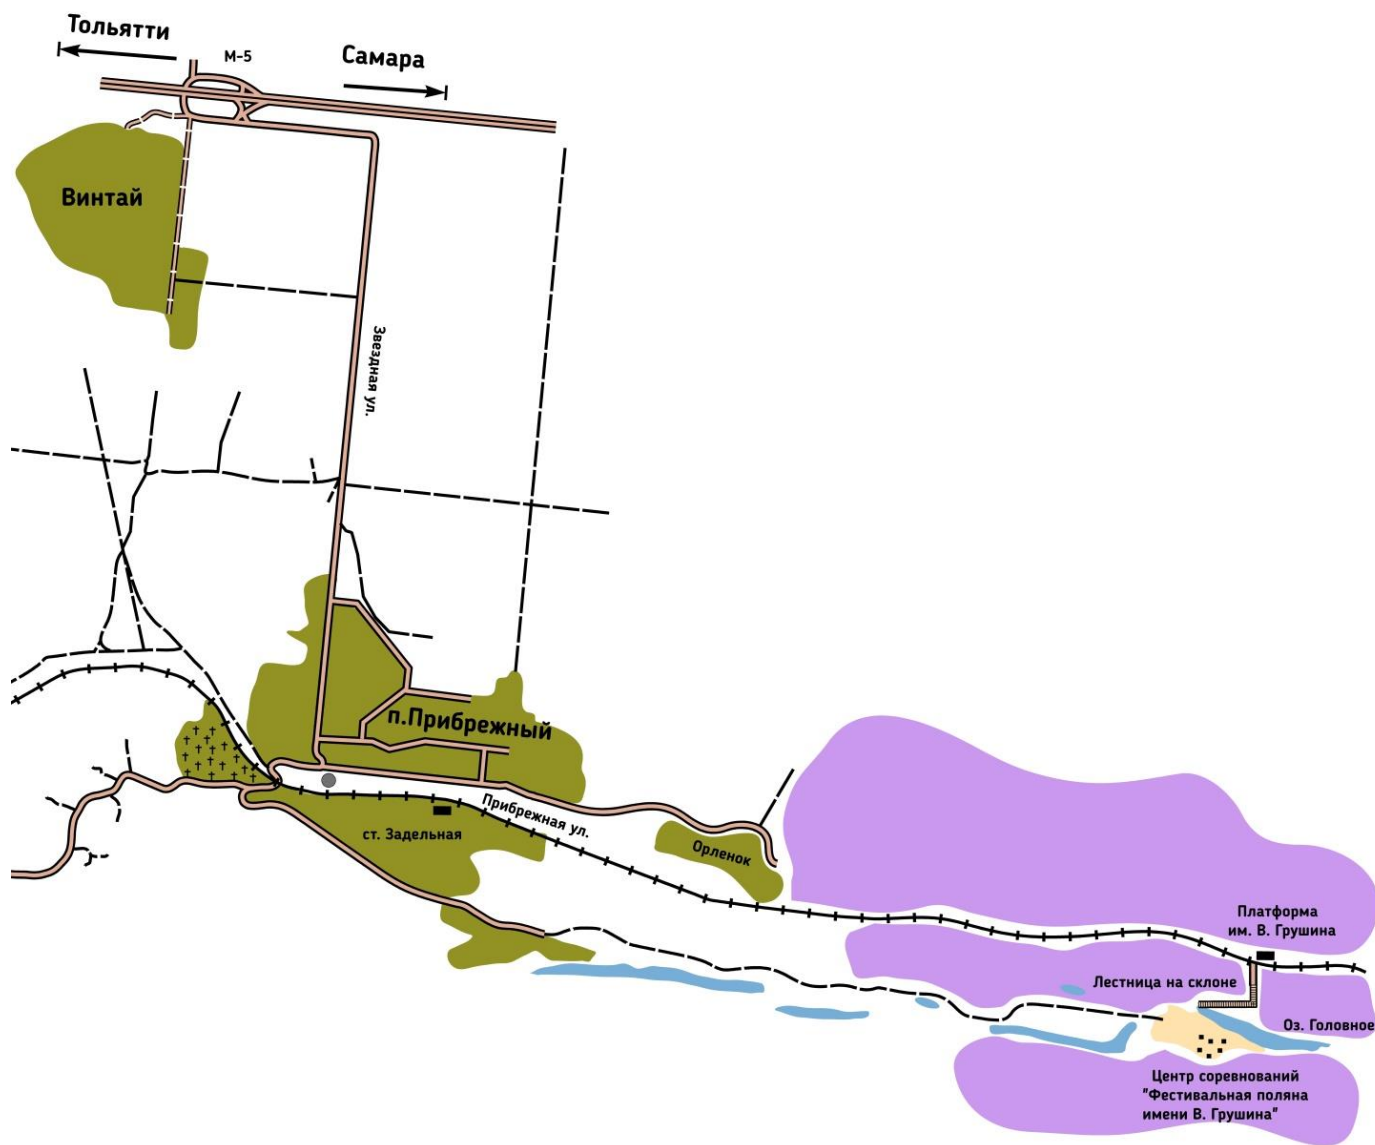 Тольятти
М-5
Самара
Винтай
Звездная ул.
п.Прибрежный
Прибрежная ул.
ст. Задельная
Орленок
Платформа
им. В. Грушина
Лестница на склоне
Оз. Головное
Центр соревнований
"Фестивальная поляна
имени В. Грушина"